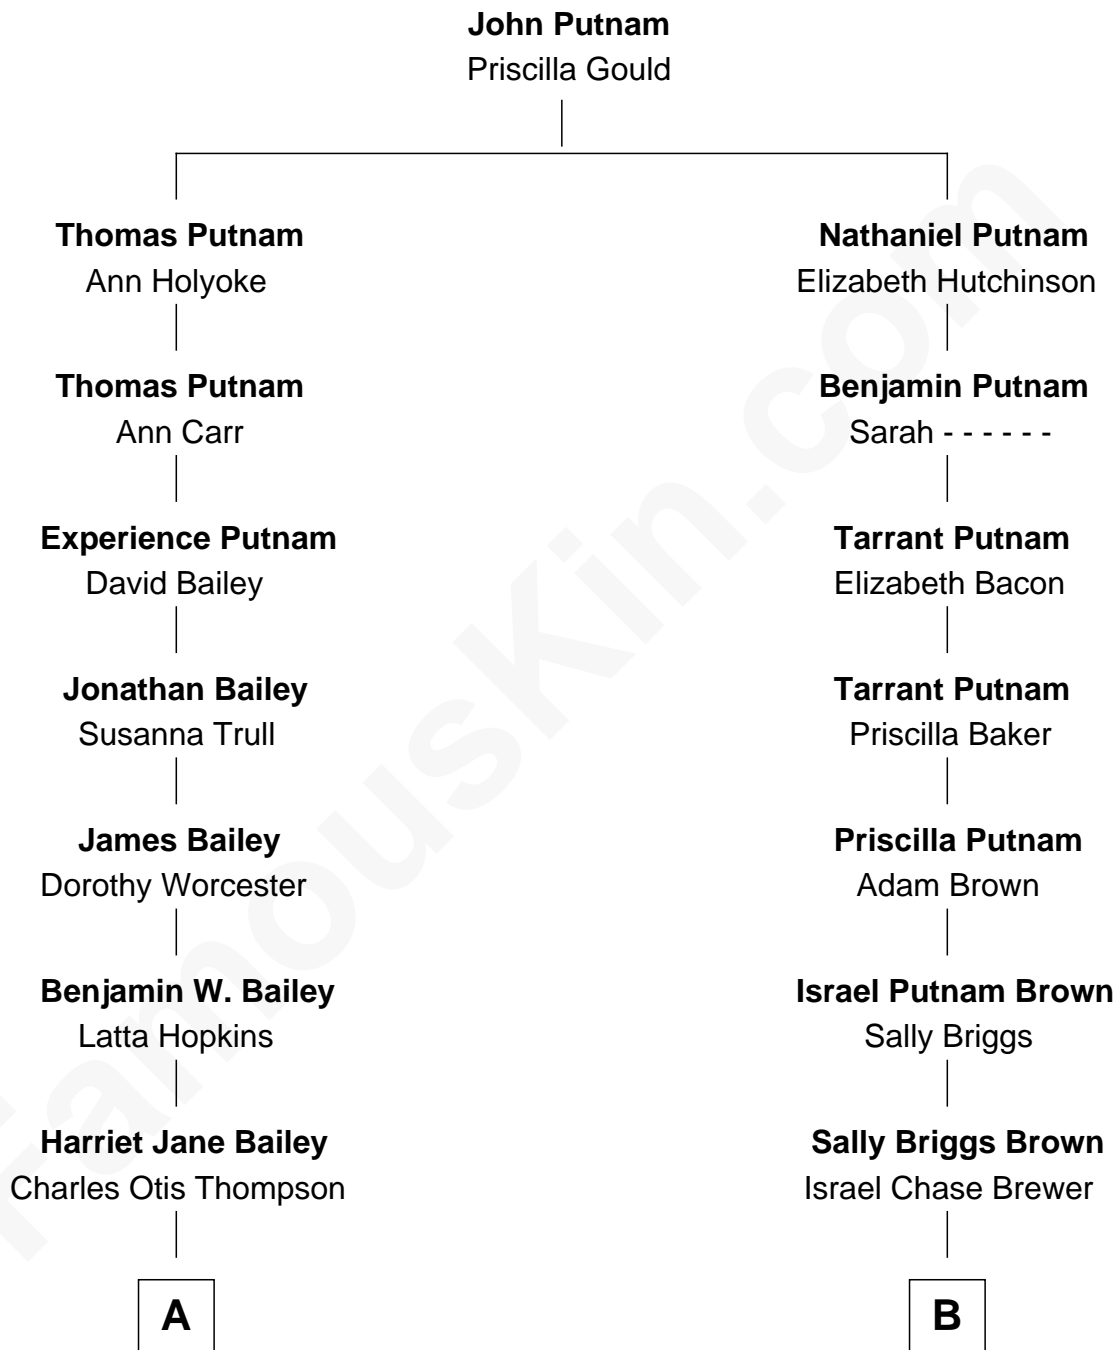 John Putnam
Priscilla Gould
Thomas Putnam
Ann Holyoke
Nathaniel Putnam
Elizabeth Hutchinson
Thomas Putnam
Ann Carr
Benjamin Putnam
Sarah - - - - - -
Experience Putnam
David Bailey
Tarrant Putnam
Elizabeth Bacon
Jonathan Bailey
Susanna Trull
Tarrant Putnam
Priscilla Baker
James Bailey
Dorothy Worcester
Priscilla Putnam
Adam Brown
Benjamin W. Bailey
Latta Hopkins
Israel Putnam Brown
Sally Briggs
Harriet Jane Bailey
Charles Otis Thompson
Sally Briggs Brown
Israel Chase Brewer
A
B
FamousKin.com